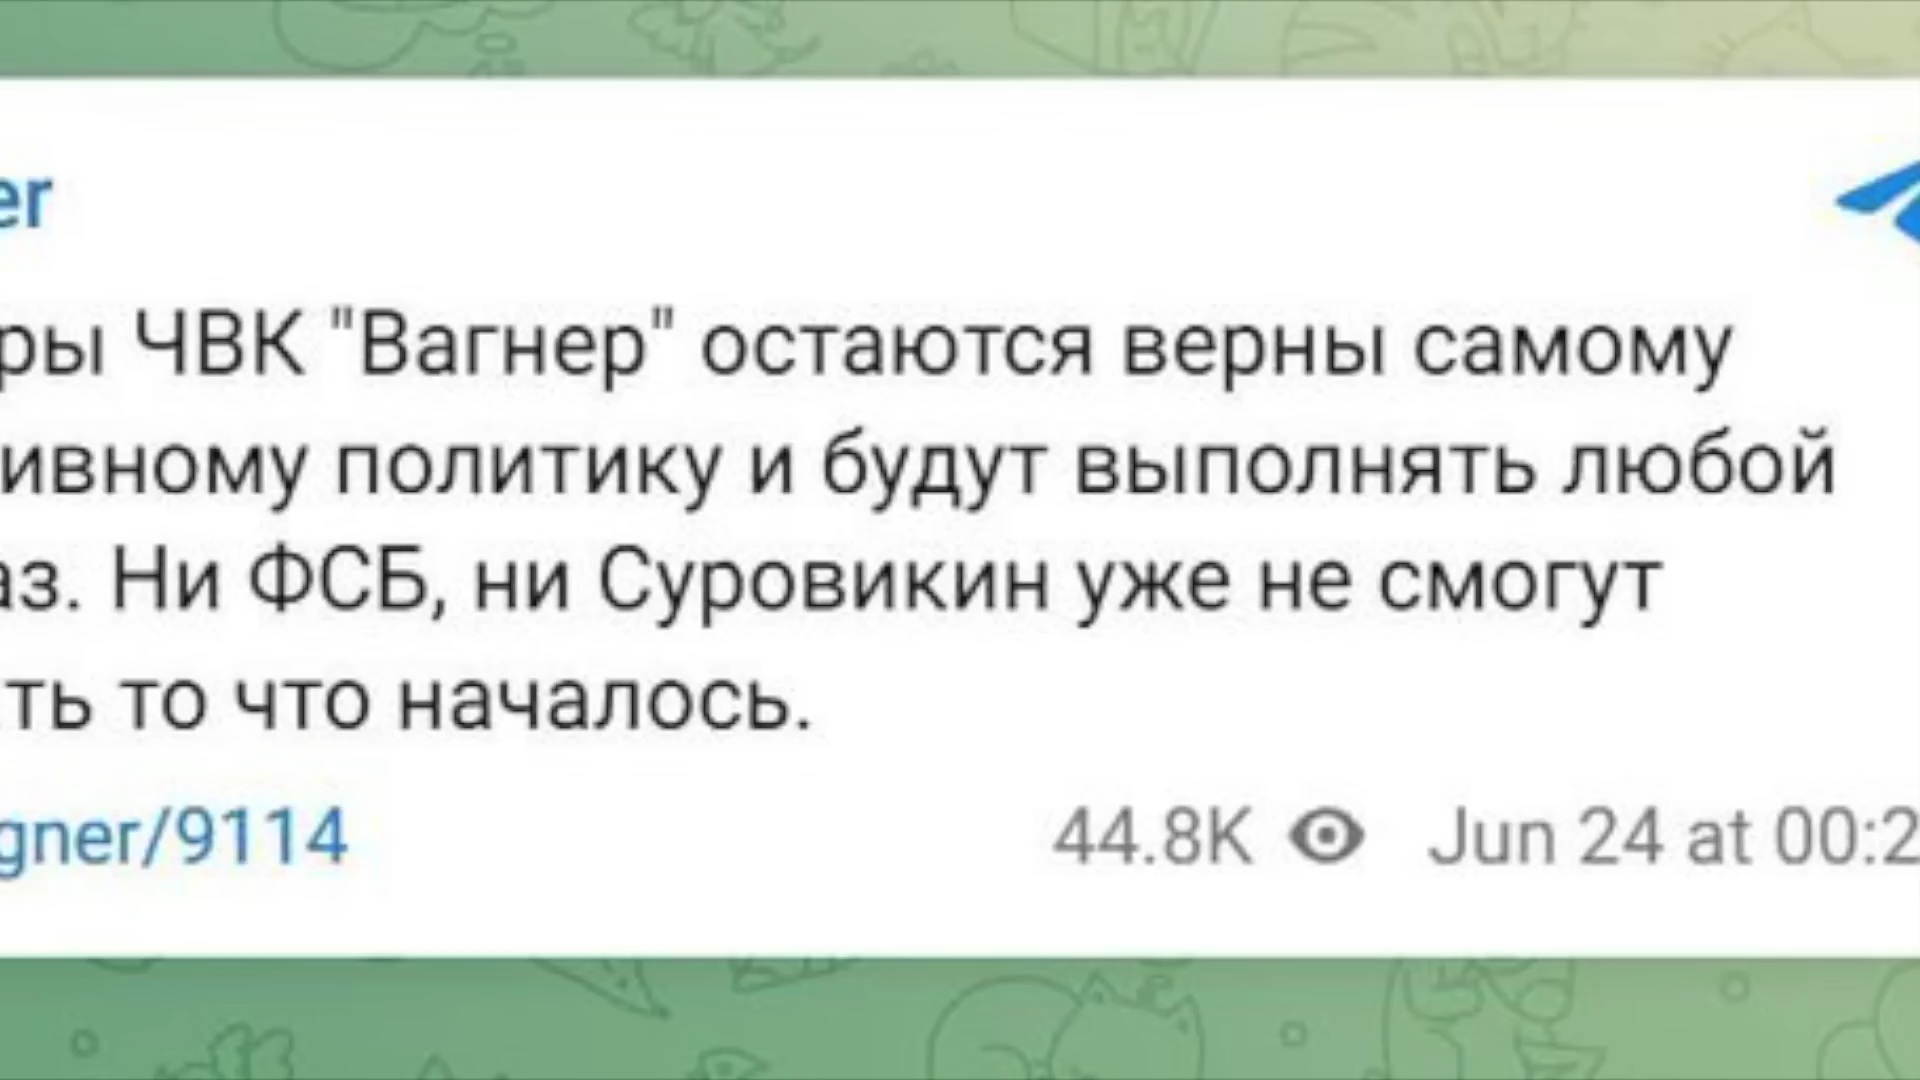 er
ры ЧВК "Вагнер" остаются верны самому
ивному политику и будут выполнять любой
аз. Ни ФСБ, ни Суровикин уже не смогут
ть то что началось.
gner/9114 44.8K Jun 24 at 00:2